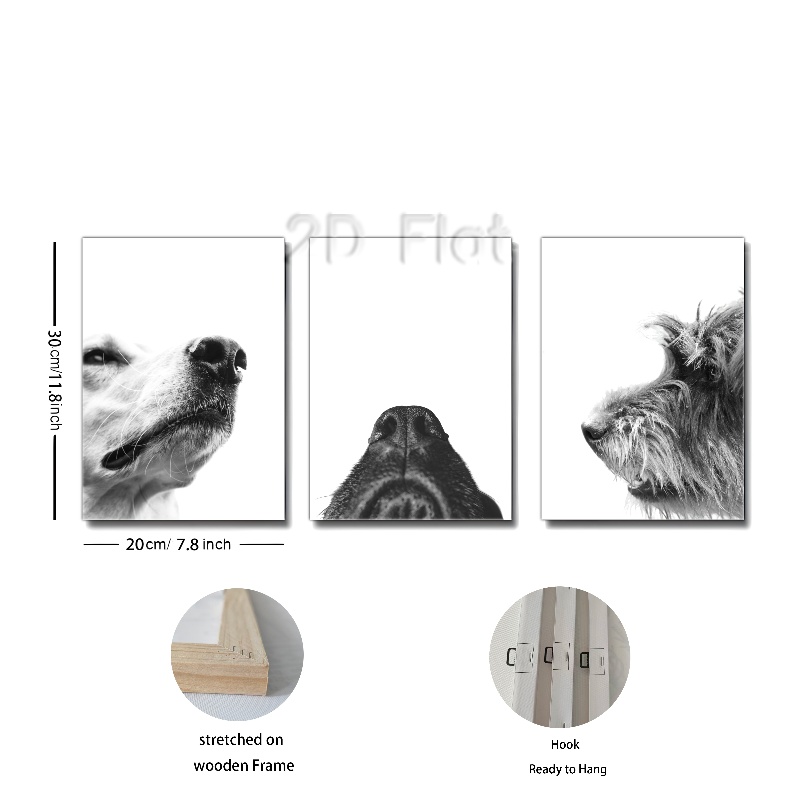 2D Flat
30cm/11.8inch
20cm/ 7.8 inch
stretched on
wooden Frame
Hook
Ready to Hang